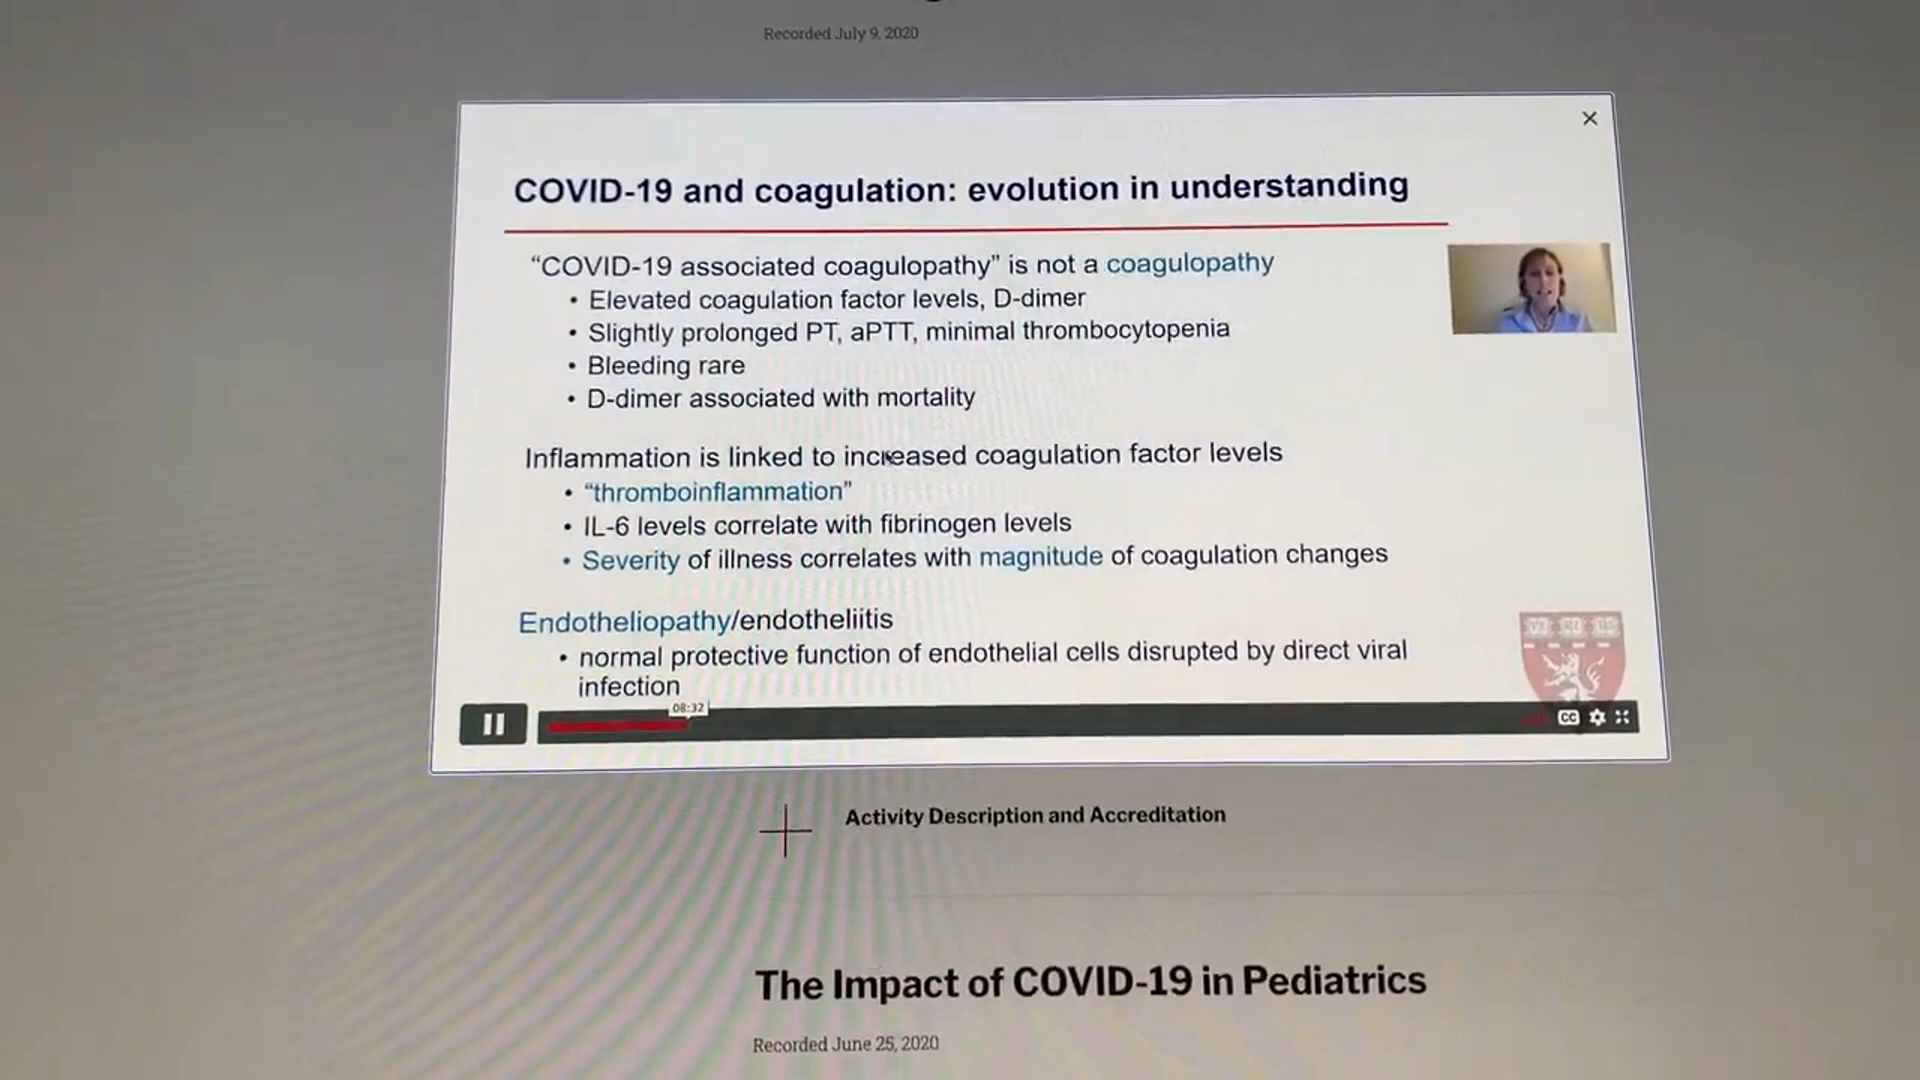 Recorded July 9, 2020
COVID-19 and coagulation: evolution in understanding
“COVID-19 associated coagulopathy” is not a coagulopathy
• Elevated coagulation factor levels, D-dimer
• Slightly prolonged PT, aPTT, minimal thrombocytopenia
• Bleeding rare
• D-dimer associated with mortality
Inflammation is linked to increased coagulation factor levels
• “thromboinflammation”
• IL-6 levels correlate with fibrinogen levels
• Severity of illness correlates with magnitude of coagulation changes
Endotheliopathy/endotheliitis
• normal protective function of endothelial cells disrupted by direct viral
infection
08:32
CC
Activity Description and Accreditation
The Impact of COVID-19 in Pediatrics
Recorded June 25, 2020